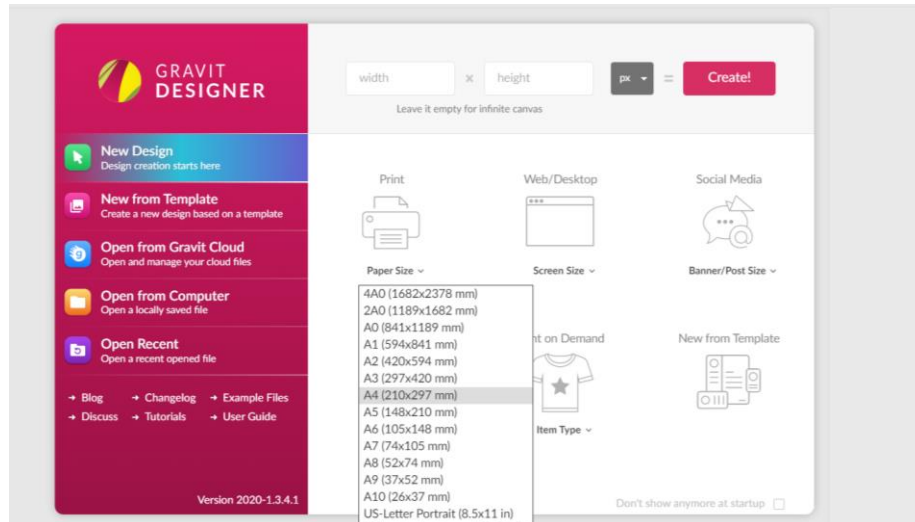 GRAVIT
DESIGNER
width x height px = Create!
Leave it empty for infinite canvas
New Design
Design creation starts here
New from Template
Create a new design based on a template
Open from Gravit Cloud
Open and manage your cloud files
Open from Computer
Open a locally saved file
Open Recent
Open a recent opened file
→ Blog → Changelog → Example Files
→ Discuss → Tutorials → User Guide
Version 2020-1.3.4.1
Print Web/Desktop Social Media
Paper Size Screen Size Banner/Post Size
4A0 (1682x2378 mm)
2A0 (1189x1682 mm)
A0 (841x1189 mm)
A1 (594x841 mm)
A2 (420x594 mm)
A3 (297x420 mm)
A4 (210x297 mm)
A5 (148x210 mm)
A6 (105x148 mm)
A7 (74x105 mm)
A8 (52x74 mm)
A9 (37x52 mm)
A10 (26x37 mm)
US-Letter Portrait (8.5x11 in)
nt on Demand New from Template
Item Type
Don't show anymore at startup